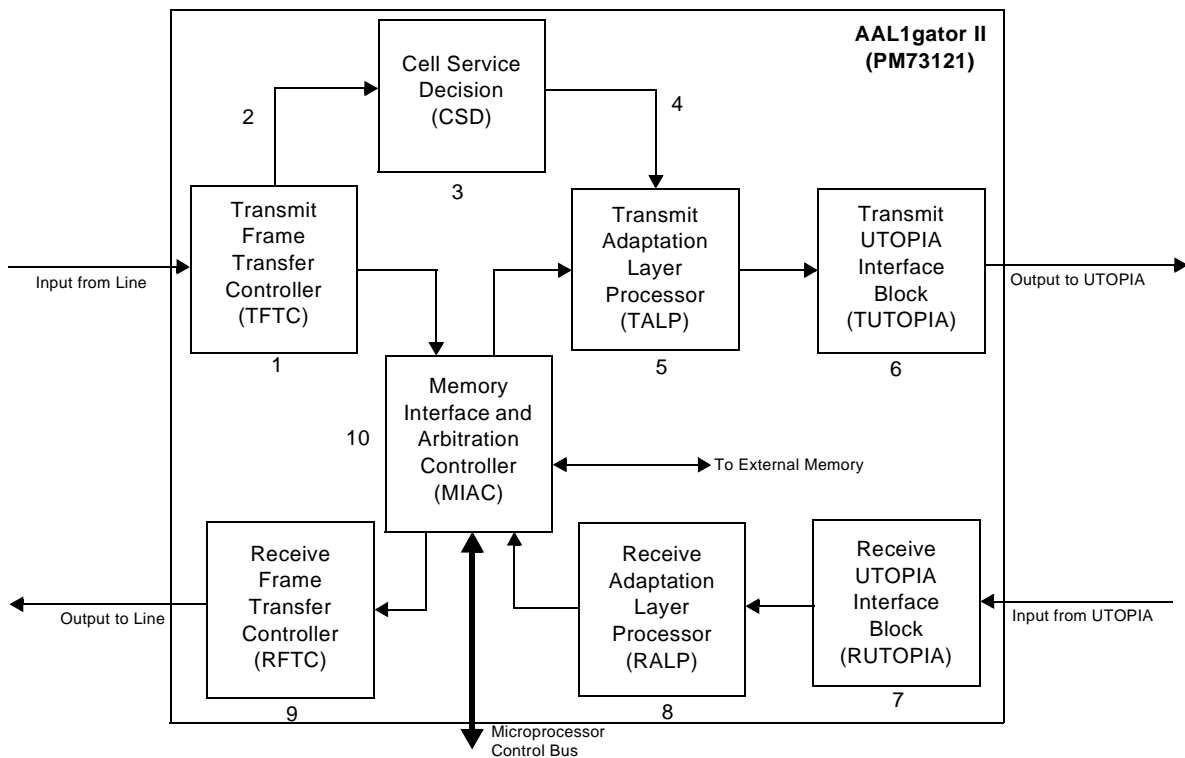 AAL1gator II
(PM73121)
Cell Service
Decision
(CSD)
2
4
3
Transmit
Frame
Transfer
Controller
(TFTC)
Transmit
Adaptation
Layer
Processor
(TALP)
Transmit
UTOPIA
Interface
Block
(TUTOPIA)
Input from Line
Output to UTOPIA
1
5
6
Memory
Interface and
Arbitration
Controller
(MIAC)
10
To External Memory
Receive
Frame
Transfer
Controller
(RFTC)
Receive
Adaptation
Layer
Processor
(RALP)
Receive
UTOPIA
Interface
Block
(RUTOPIA)
Output to Line
Input from UTOPIA
9
8
7
Microprocessor
Control Bus